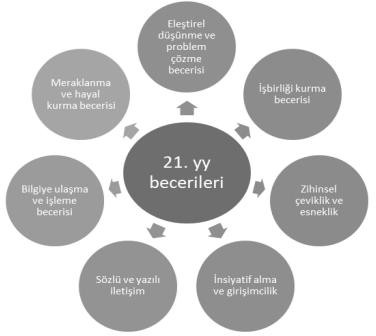 Eleştirel
düşünme ve
problem
çözme
becerisi
İşbirliği kurma
becerisi
Zihinsel
çeviklik ve
esneklik
İnsiyatif alma
ve girişimcilik
Sözlü ve yazılı
iletişim
Bilgiye ulaşma
ve işleme
becerisi
Meraklanma
ve hayal
kurma becerisi
21. yy
becerileri